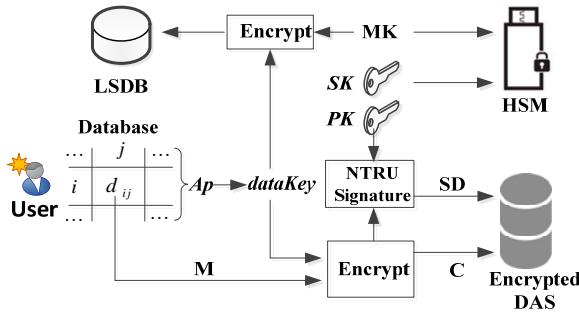 Encrypt
MK
LSDB
SK
HSM
PK
Database
... j ...
i d ij
... ...
User
Ap
dataKey
NTRU
Signature
SD
M
Encrypt
C
Encrypted
DAS